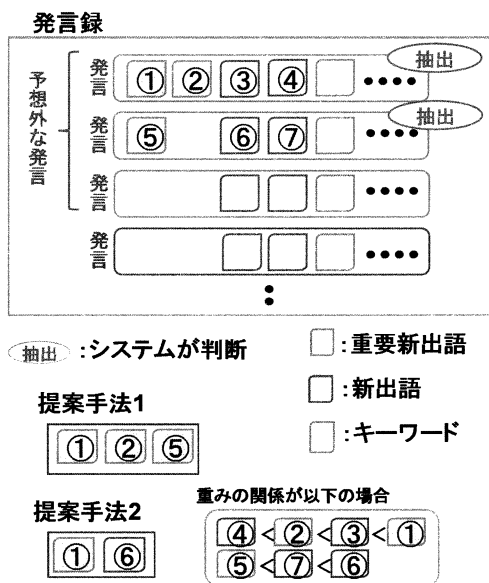 発言録
予想外な発言
発言 ① ② ③ ④ •••• 抽出
発言 ⑤ ⑥ ⑦ •••• 抽出
発言 ••••
発言 ••••
抽出 :システムが判断
:重要新出語
:新出語
:キーワード
提案手法1
① ② ⑤
提案手法2
① ⑥
重みの関係が以下の場合
④<②<③<①
⑤<⑦<⑥